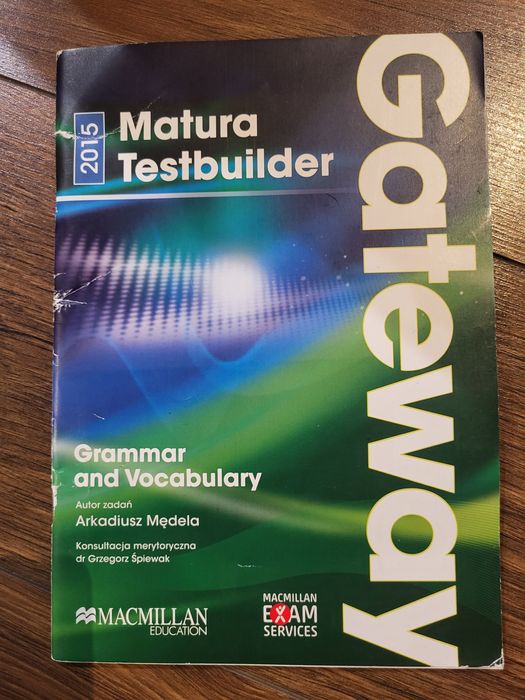 2015
Matura
Testbuilder
Gateway
Grammar
and Vocabulary
Autor zadań
Arkadiusz Mędela
Konsultacja merytoryczna
dr Grzegorz Śpiewak
MACMILLAN
EDUCATION
MACMILLAN
EXAM
SERVICES